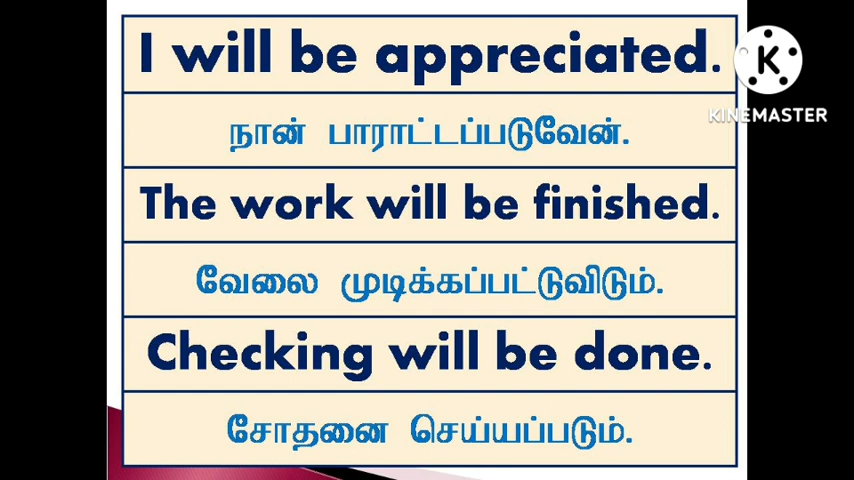 I will be appreciated.
நான் பாராட்டப்படுவேன்.
The work will be finished.
வேலை முடிக்கப்பட்டுவிடும்.
Checking will be done.
சோதனை செய்யப்படும்.
K
KINEMASTER